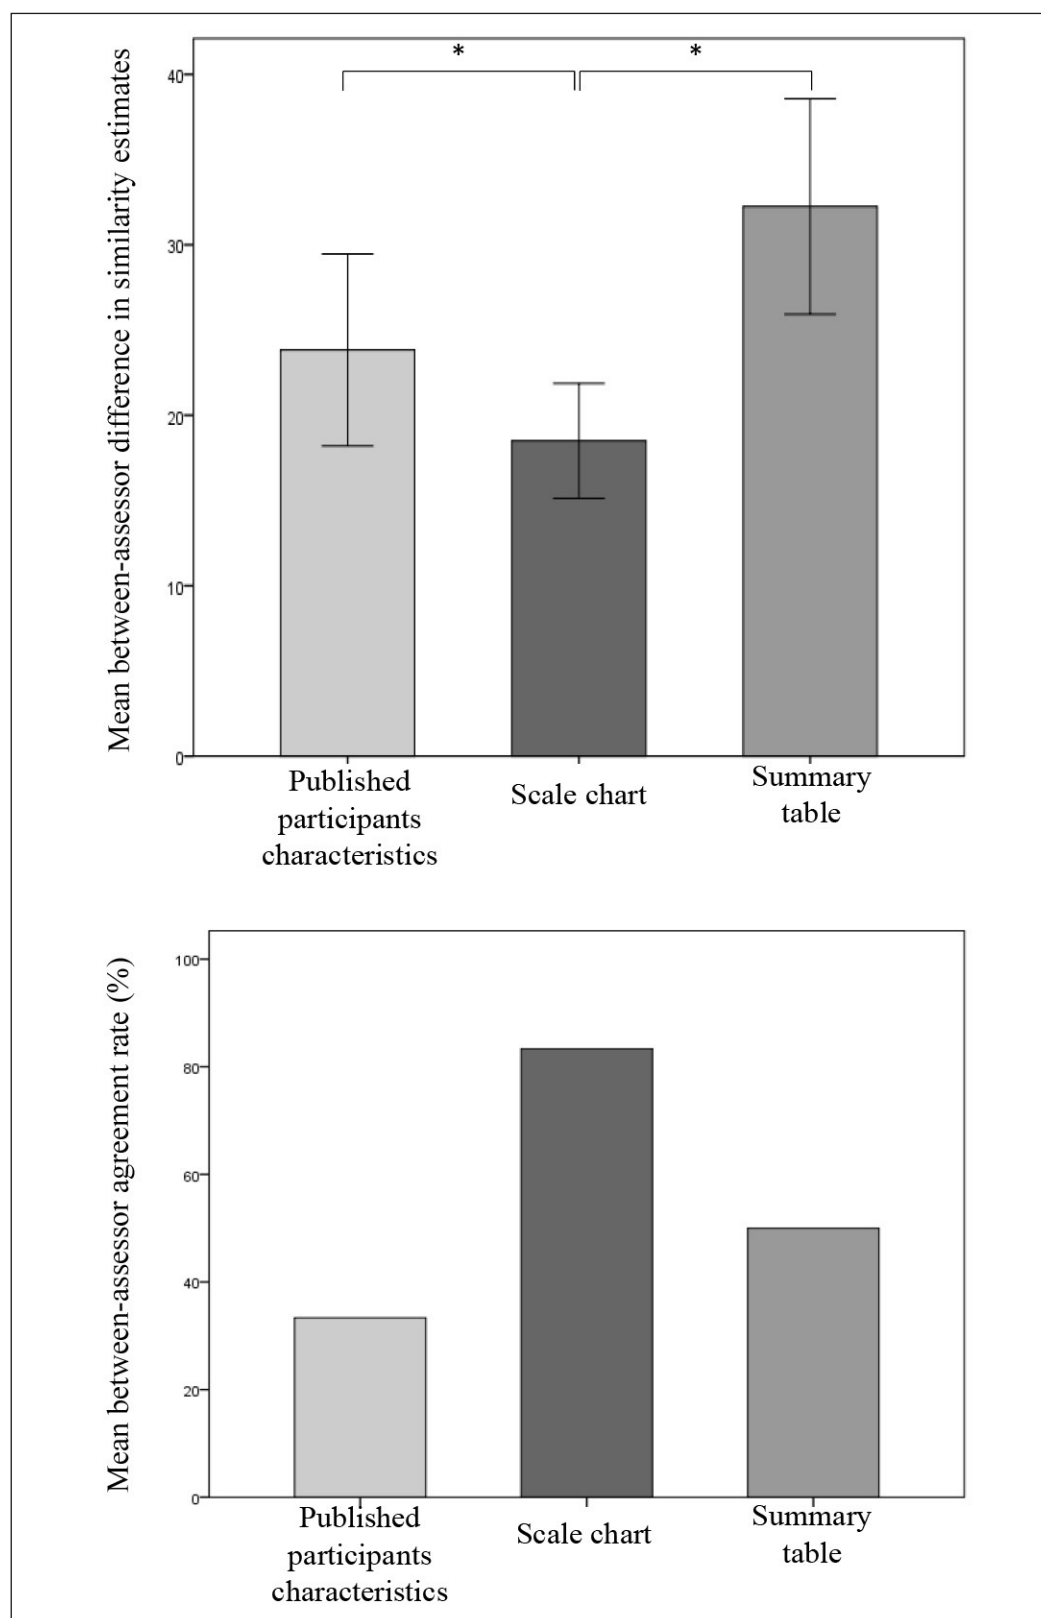 Mean between-assessor difference in similarity estimates
* *
40
30
20
10
0
Published
participants
characteristics
Scale chart
Summary
table
Mean between-assessor agreement rate (%)
100
80
60
40
20
0
Published
participants
characteristics
Scale chart
Summary
table